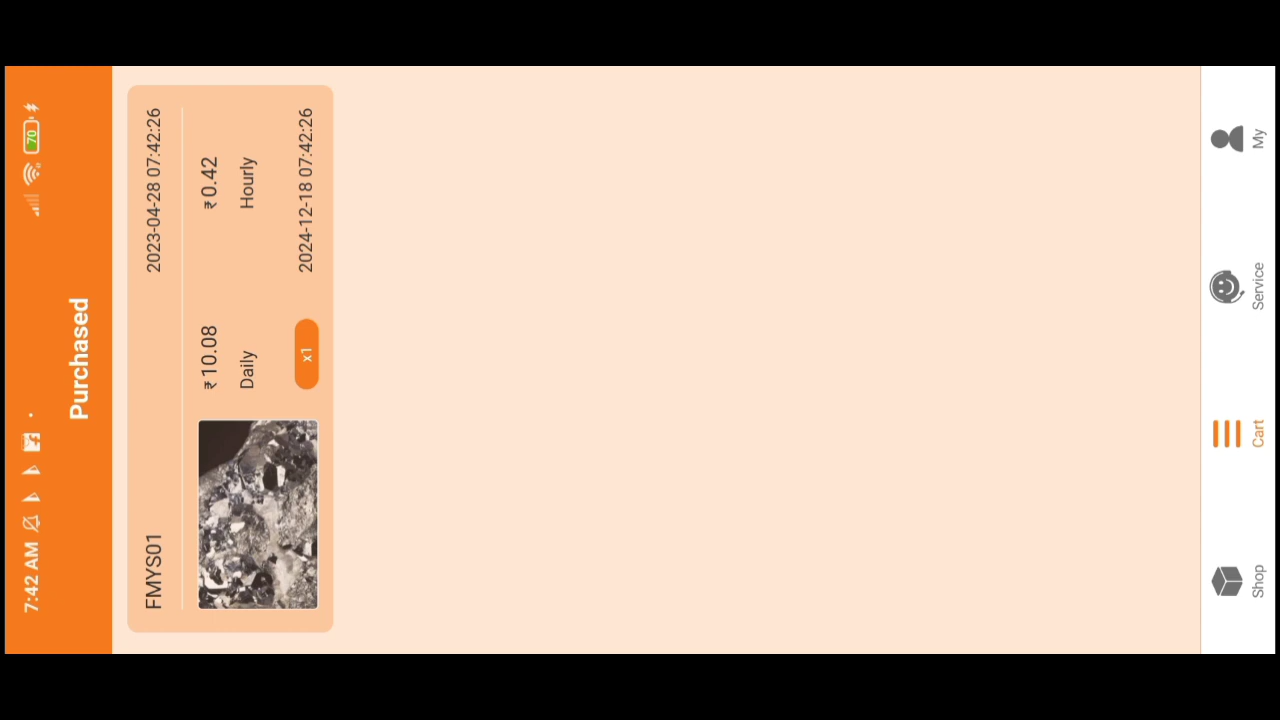 7:42 AM
70
Purchased
FMYS01 2023-04-28 07:42:26
₹10.08 ₹0.42
Daily Hourly
x1 2024-12-18 07:42:26
Shop Cart Service My